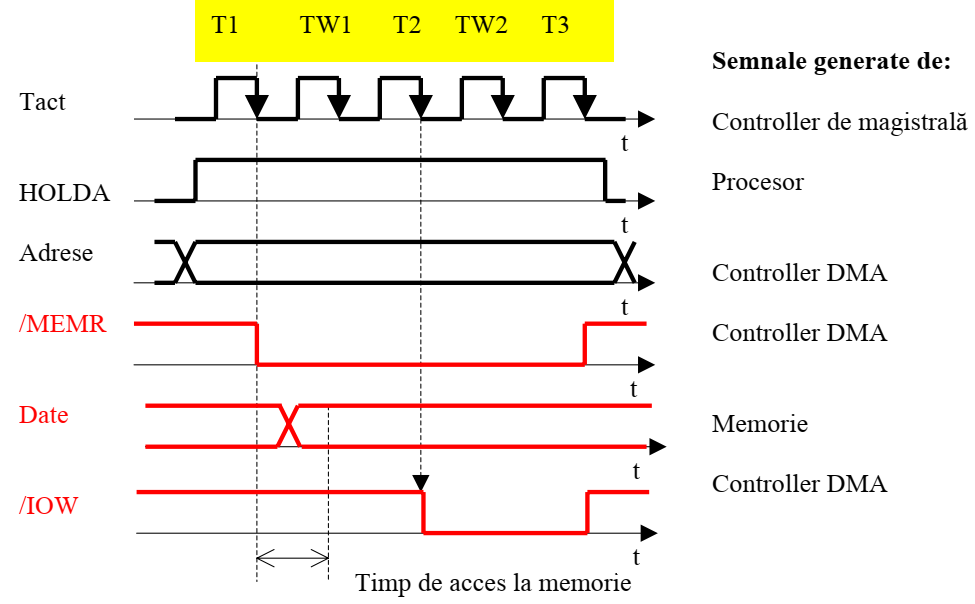 T1 TW1 T2 TW2 T3
Semnale generate de:
Tact
t
Controller de magistrală
HOLDA
t
Procesor
Adrese
t
Controller DMA
/MEMR
t
Controller DMA
Date
t
Memorie
/IOW
t
Controller DMA
Timp de acces la memorie